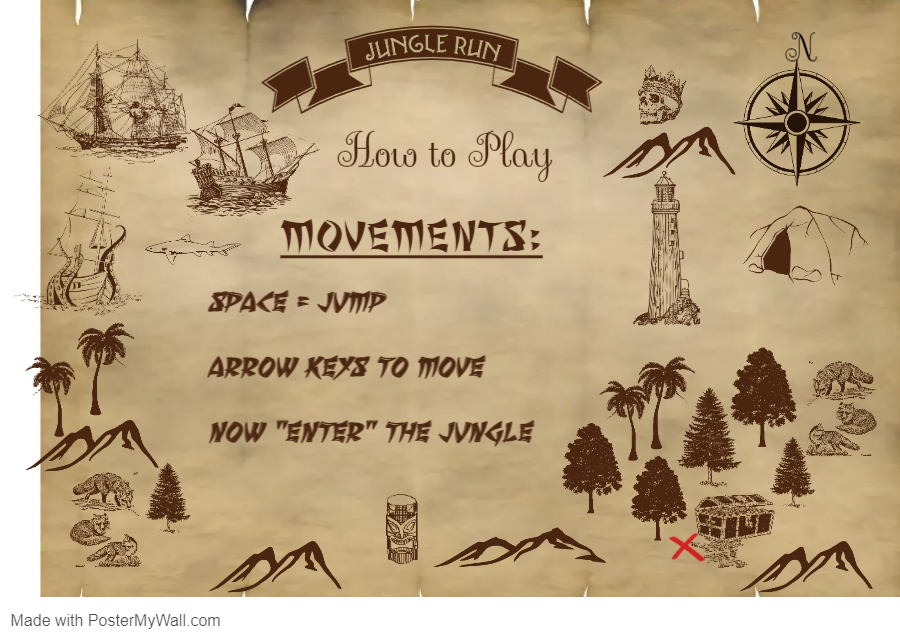 JUNGLE RUN
N
How to Play
MOVEMENTS:
SPACE = JUMP
ARROW KEYS TO MOVE
NOW "ENTER" THE JUNGLE
Made with PosterMyWall.com